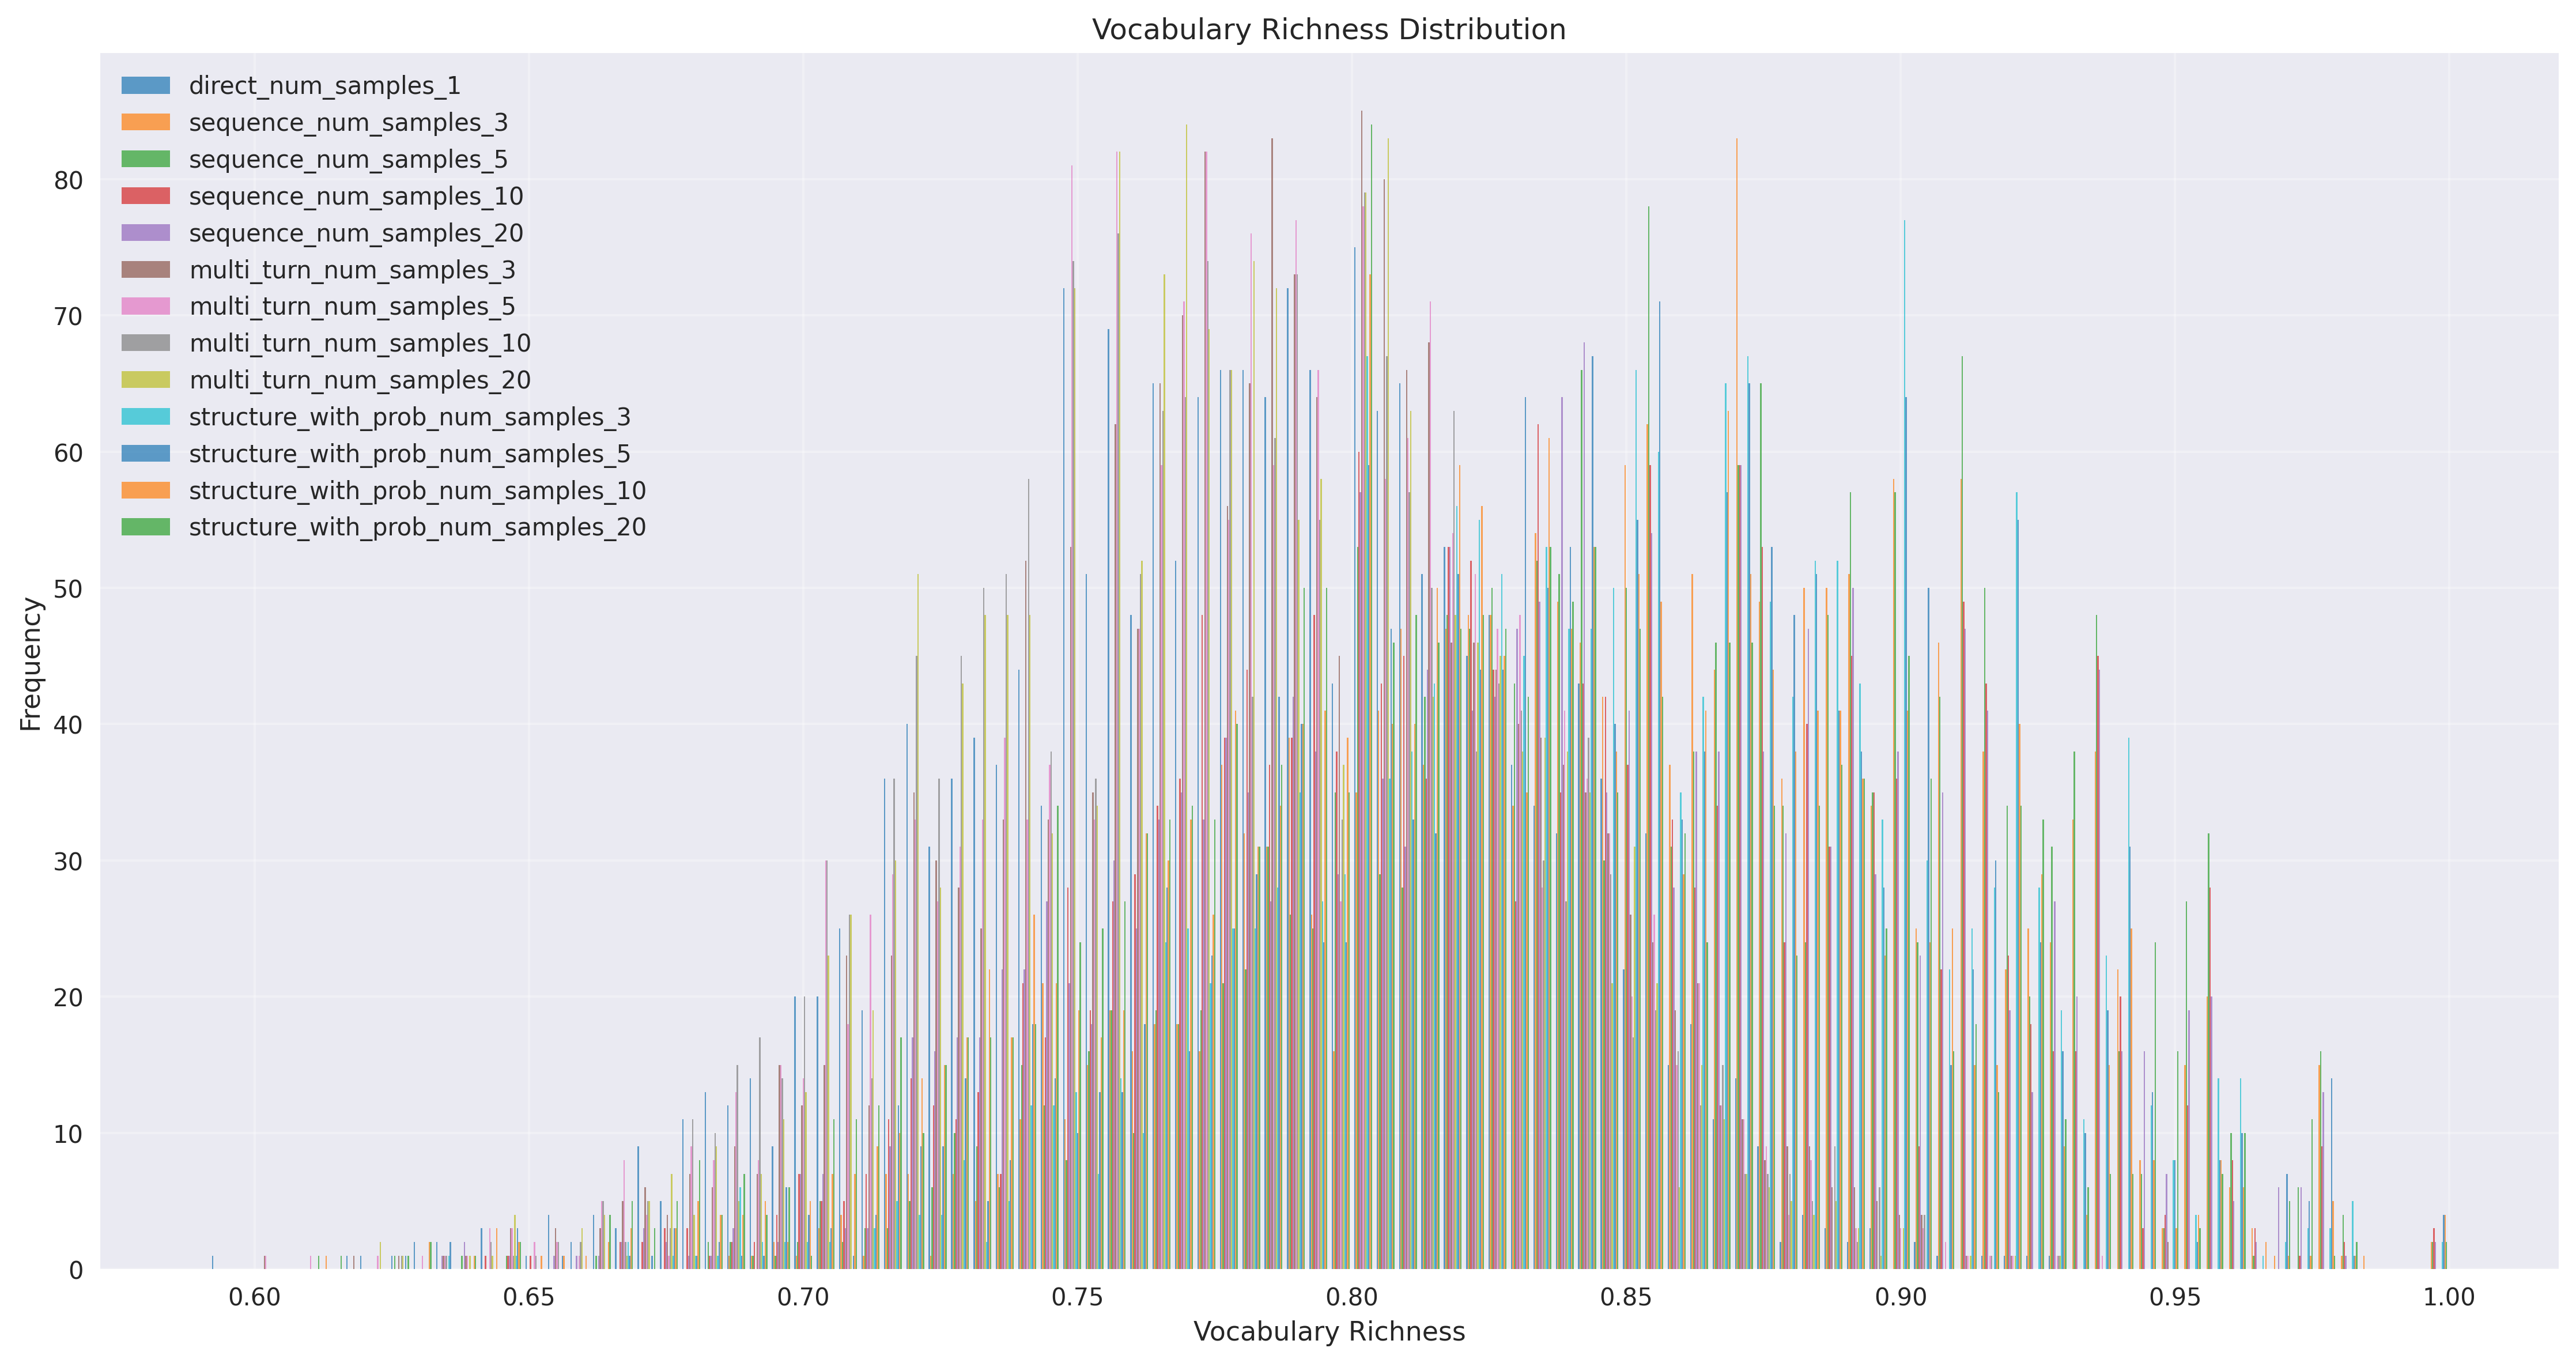 Vocabulary Richness Distribution
direct_num_samples_1
sequence_num_samples_3
sequence_num_samples_5
sequence_num_samples_10
sequence_num_samples_20
multi_turn_num_samples_3
multi_turn_num_samples_5
multi_turn_num_samples_10
multi_turn_num_samples_20
structure_with_prob_num_samples_3
structure_with_prob_num_samples_5
structure_with_prob_num_samples_10
structure_with_prob_num_samples_20
Frequency
80
70
60
50
40
30
20
10
0
0.60 0.65 0.70 0.75 0.80 0.85 0.90 0.95 1.00
Vocabulary Richness